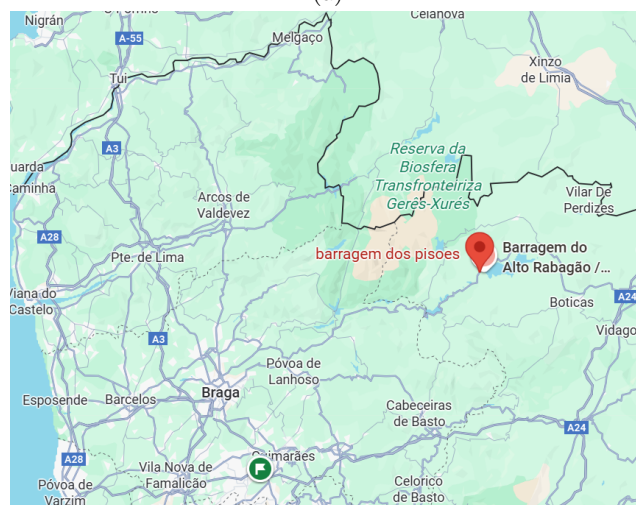 Nigrán
A-55
Melgaço
Celanova
Tui
Xinzo
de Limia
A3
Reserva da
Biosfera
Transfronteiriza
Gerês-Xurés
Caminha
Arcos de
Valdevez
Vilar De
Perdizes
A28
Pte. de Lima
barragem dos pisoes
Barragem do
Alto Rabagão /...
Viana do
Castelo
A24
Boticas
Vidago
A3
Póvoa de
Lanhoso
Braga
Esposende
Barcelos
Cabeceiras
de Basto
A24
A28
Vila Nova de
Famalicão
Guimarães
Póvoa de
Varzim
Celorico
de Basto